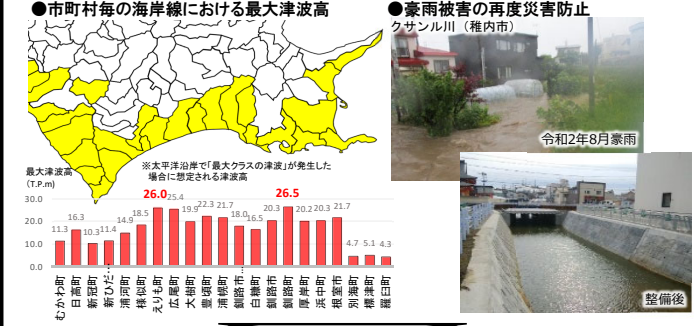 ●市町村毎の海岸線における最大津波高
※太平洋沿岸で「最大クラスの津波」が発生した
場合に想定される津波高
最大津波高
(T.P.m)
30.0
20.0
10.0
0.0
11.3
16.3
10.3
11.4
14.9
18.5
26.0
25.4
19.9
22.3
21.7
18.0
16.5
20.3
26.5
20.2
20.3
21.7
4.7
5.1
4.3
むかわ町
日高町
新冠町
新ひだ…
浦河町
様似町
えりも町
広尾町
大樹町
豊頃町
浦幌町
釧路市…
白糠町
釧路市
釧路町
厚岸町
浜中町
根室市
別海町
標津町
羅臼町
●豪雨被害の再度災害防止
クサンル川（稚内市）
令和2年8月豪雨
整備後